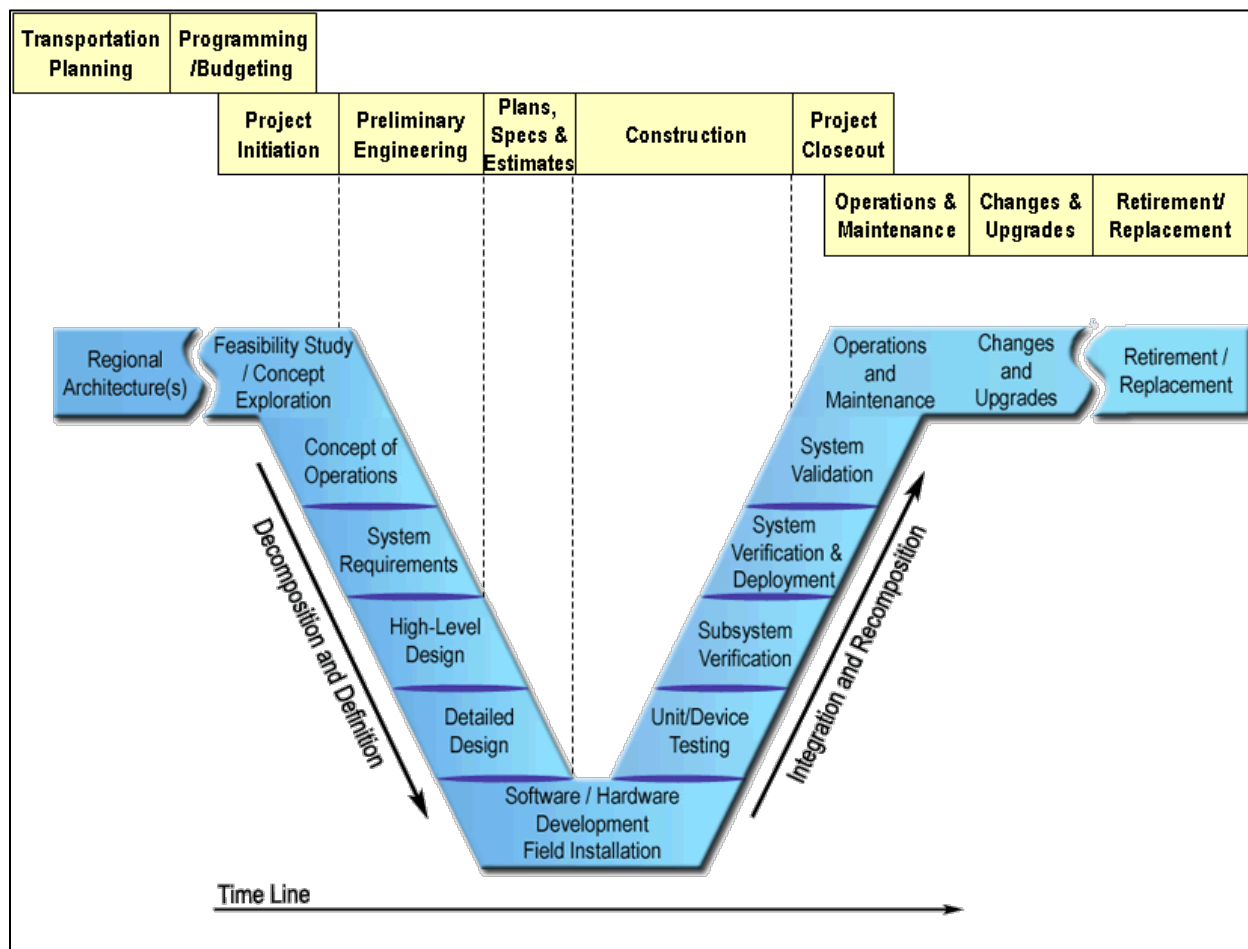 Transportation
Planning
Programming
/Budgeting
Project
Initiation
Preliminary
Engineering
Plans,
Specs &
Estimates
Construction
Project
Closeout
Operations &
Maintenance
Changes &
Upgrades
Retirement/
Replacement
Regional
Architecture(s)
Feasibility Study
/ Concept
Exploration
Concept of
Operations
System
Requirements
High-Level
Design
Detailed
Design
Software / Hardware
Development
Field Installation
Unit/Device
Testing
Subsystem
Verification
System
Verification &
Deployment
System
Validation
Operations
and
Maintenance
Changes
and
Upgrades
Retirement /
Replacement
Decomposition and Definition
Integration and Recomposition
Time Line